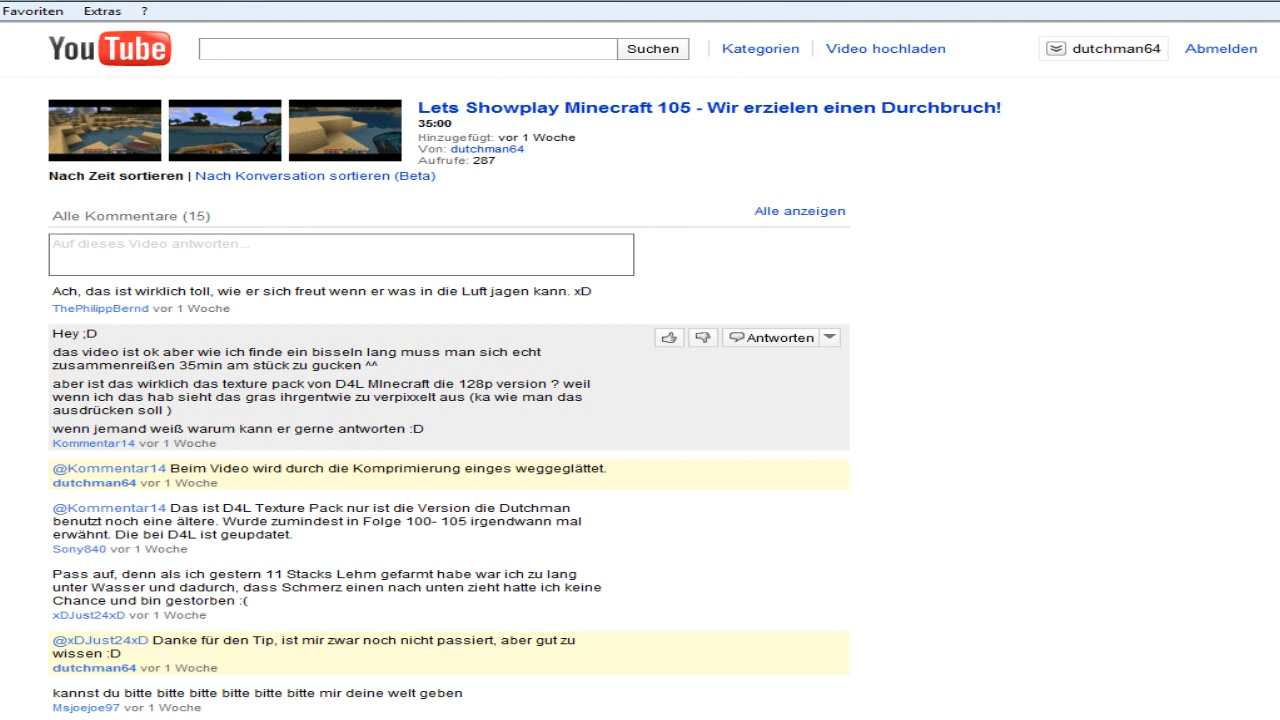 Favoriten Extras ?
YouTube Suchen Kategorien Video hochladen dutchman64 Abmelden
Lets Showplay Minecraft 105 - Wir erzielen einen Durchbruch!
35:00
Hinzugefügt: vor 1 Woche
Von: dutchman64
Aufrufe: 287
Nach Zeit sortieren | Nach Konversation sortieren (Beta)
Alle Kommentare (15) Alle anzeigen
Auf dieses Video antworten...
Ach, das ist wirklich toll, wie er sich freut wenn er was in die Luft jagen kann. xD
ThePhilippBernd vor 1 Woche
Hey ;D
Antworten
das video ist ok aber wie ich finde ein bisseln lang muss man sich echt
zusammenreißen 35min am stück zu gucken ^^
aber ist das wirklich das texture pack von D4L MInecraft die 128p version ? weil
wenn ich das hab sieht das gras ihrgentwie zu verpixxelt aus (ka wie man das
ausdrücken soll )
wenn jemand weiß warum kann er gerne antworten :D
Kommentar14 vor 1 Woche
@Kommentar14 Beim Video wird durch die Komprimierung einges weggeglättet.
dutchman64 vor 1 Woche
@Kommentar14 Das ist D4L Texture Pack nur ist die Version die Dutchman
benutzt noch eine ältere. Wurde zumindest in Folge 100- 105 irgendwann mal
erwähnt. Die bei D4L ist geupdatet.
Sony840 vor 1 Woche
Pass auf, denn als ich gestern 11 Stacks Lehm gefarmt habe war ich zu lang
unter Wasser und dadurch, dass Schmerz einen nach unten zieht hatte ich keine
Chance und bin gestorben :(
xDJust24xD vor 1 Woche
@xDJust24xD Danke für den Tip, ist mir zwar noch nicht passiert, aber gut zu
wissen :D
dutchman64 vor 1 Woche
kannst du bitte bitte bitte bitte bitte bitte mir deine welt geben
Msjoejoe97 vor 1 Woche